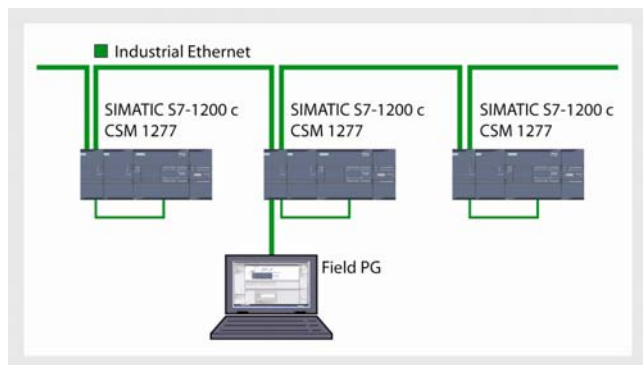 Industrial Ethernet
SIMATIC S7-1200 c
CSM 1277
SIMATIC S7-1200 c
CSM 1277
SIMATIC S7-1200 c
CSM 1277
Field PG